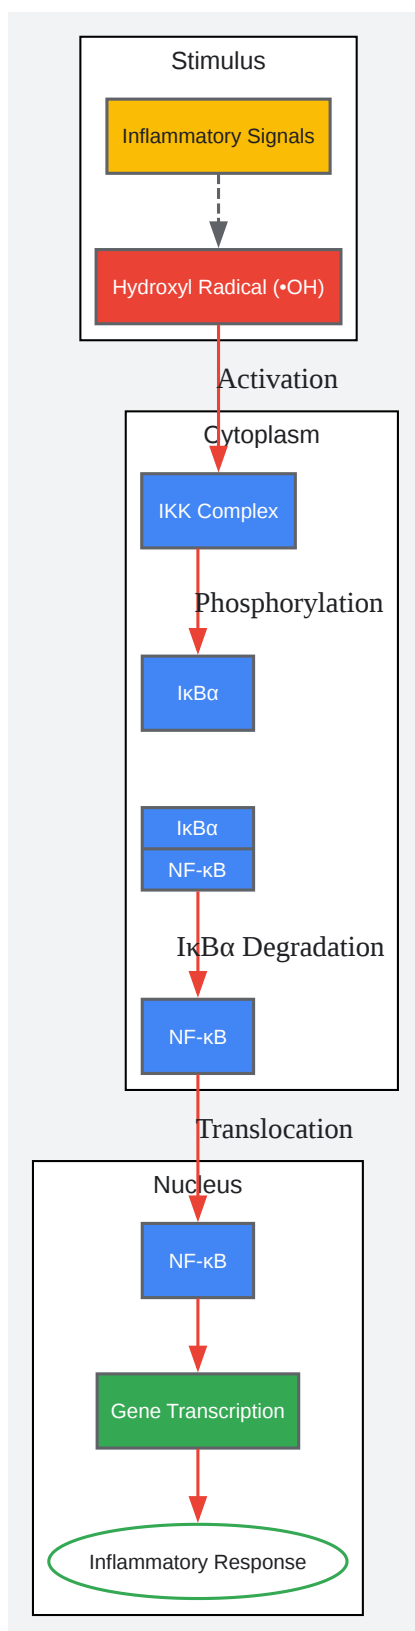 Stimulus
Inflammatory Signals
Hydroxyl Radical (•OH)
Activation
Cytoplasm
IKK Complex
Phosphorylation
IκBα
IκBα
NF-κB
IκBα Degradation
NF-κB
Translocation
Nucleus
NF-κB
Gene Transcription
Inflammatory Response